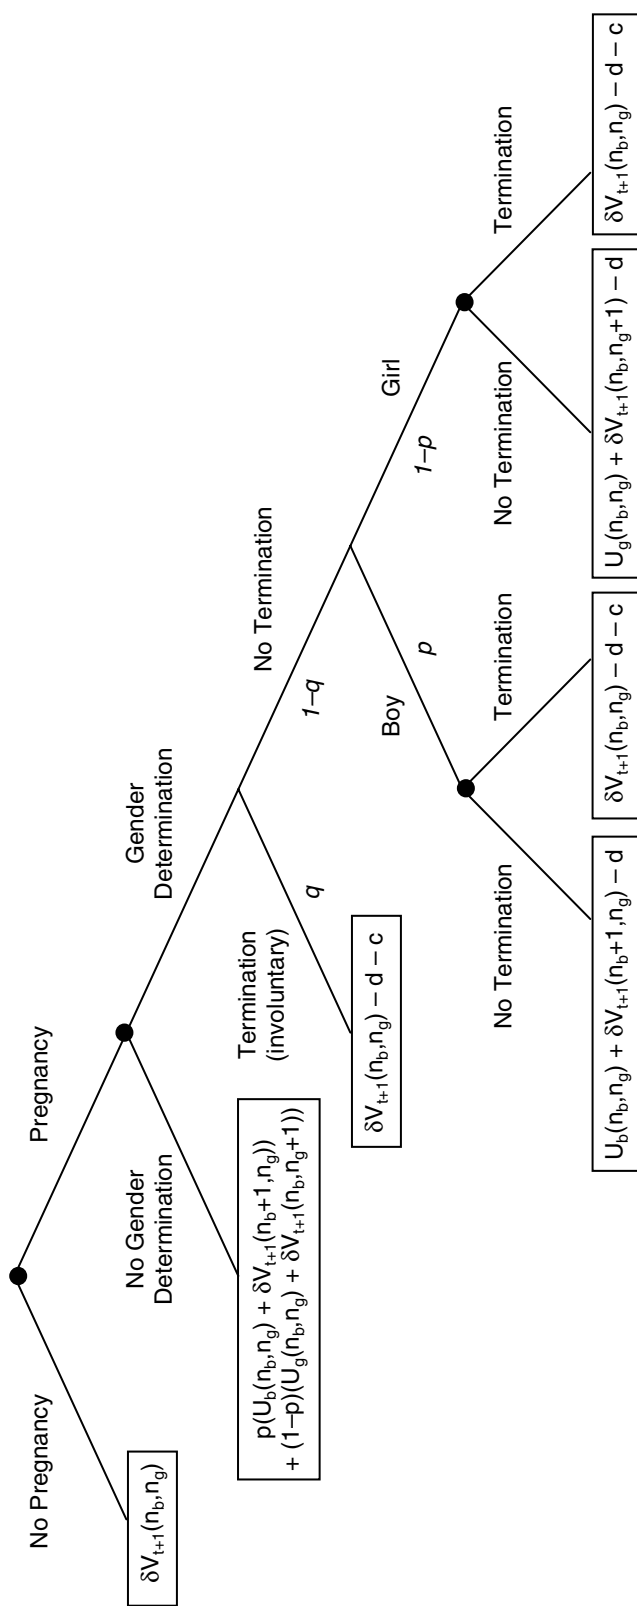 No Pregnancy
Pregnancy
δV_{t+1}(n_b,n_g)
No Gender
Determination
Gender
Determination
p(U_b(n_b,n_g) + δV_{t+1}(n_b+1,n_g))
+ (1–p)(U_g(n_b,n_g) + δV_{t+1}(n_b,n_g+1))
Termination
(involuntary)
q
1-q
No Termination
δV_{t+1}(n_b,n_g) – d – c
Boy
p
1–p
Girl
No Termination
Termination
No Termination
Termination
U_b(n_b,n_g) + δV_{t+1}(n_b+1,n_g) – d
δV_{t+1}(n_b,n_g) – d – c
U_g(n_b,n_g) + δV_{t+1}(n_b,n_g+1) – d
δV_{t+1}(n_b,n_g) – d – c